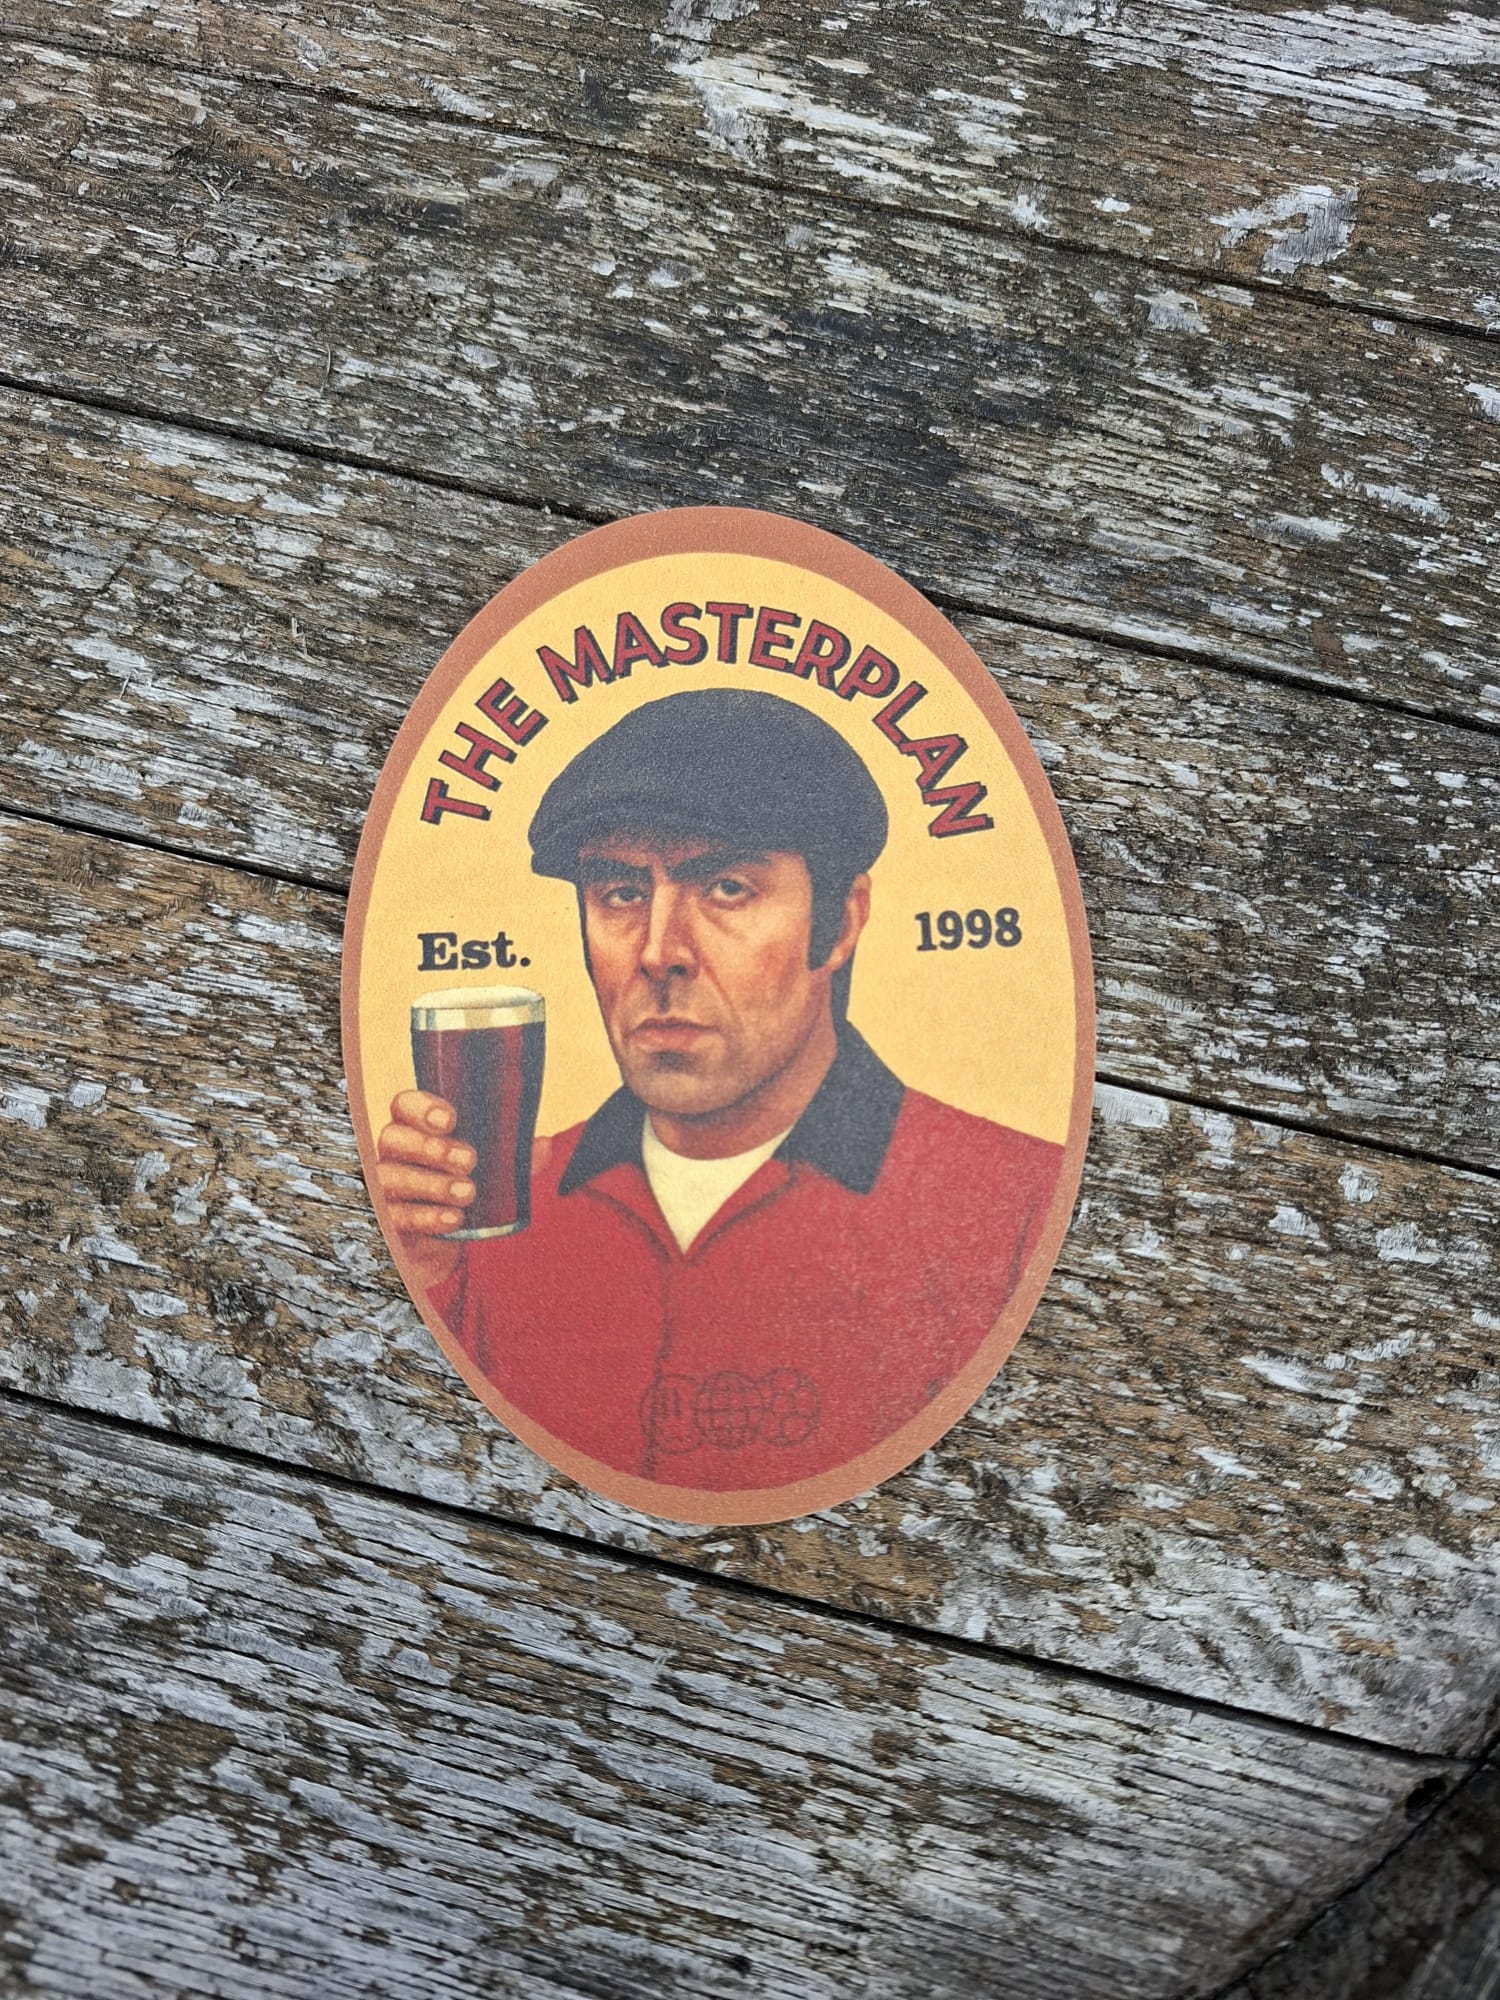 THE MASTERPLAN
Est. 1998